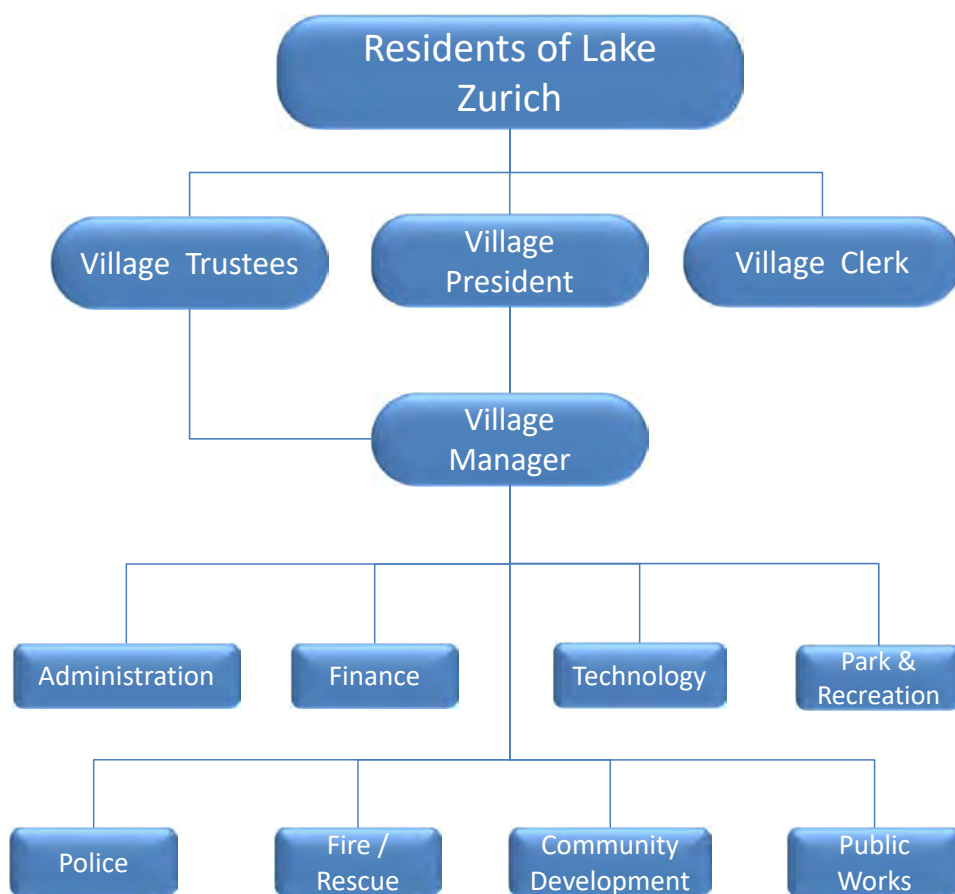 Residents of Lake
Zurich
Village Trustees
Village
President
Village Clerk
Village
Manager
Administration
Finance
Technology
Park &
Recreation
Police
Fire /
Rescue
Community
Development
Public
Works